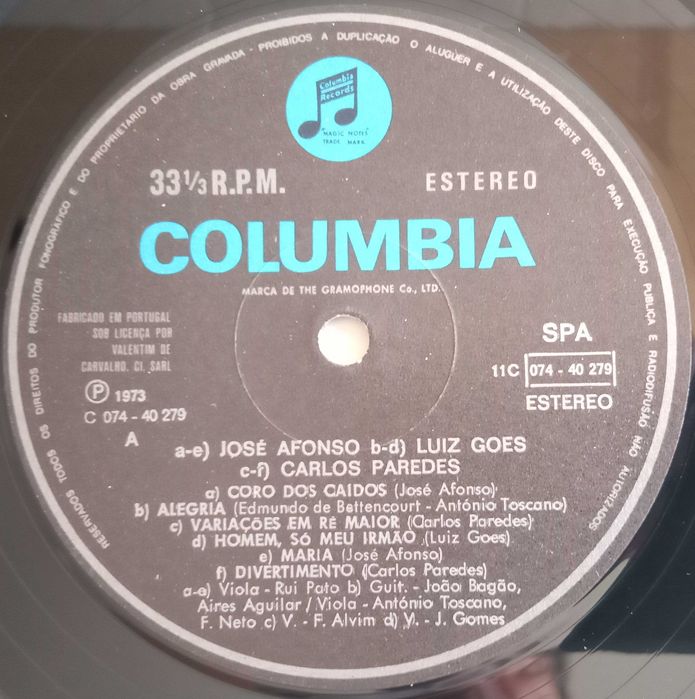 RESERVADOS TODOS OS DIREITOS DO PRODUTOR FONOGRÁFICO E DO PROPRIETÁRIO DA OBRA GRAVADA - PROIBIDOS A DUPLICAÇÃO O ALUGUER E A UTILIZAÇÃO DESTE DISCO PARA EXECUÇÃO PUBLICA E RADIODIFUSÃO NÃO AUTORIZADOS
Columbia
Records
"MAGIC NOTES"
TRADE MARK
33 1/3 R.P.M. ESTEREO
COLUMBIA
MARCA DE THE GRAMOPHONE Co., LTD.
FABRICADO EM PORTUGAL
SOB LICENÇA POR
VALENTIM DE
CARVALHO, CI, SARL
SPA
11C 074 - 40 279
ESTEREO
Ⓟ 1973
C 074 - 40 279
A
a-e) JOSÉ AFONSO b-d) LUIZ GOES
c-f) CARLOS PAREDES
a) CORO DOS CAIDOS (José Afonso)
b) ALEGRIA (Edmundo de Bettencourt - António Toscano)
c) VARIAÇÕES EM RÉ MAIOR (Carlos Paredes)
d) HOMEM, SÓ MEU IRMÃO (Luiz Goes)
e) MARIA (José Afonso)
f) DIVERTIMENTO (Carlos Paredes)
a-e) Viola - Rui Pato b) Guit. - João Bagão,
Aires Aguilar / Viola - António Toscano,
F. Neto c) V. - F. Alvim d) V. - J. Gomes